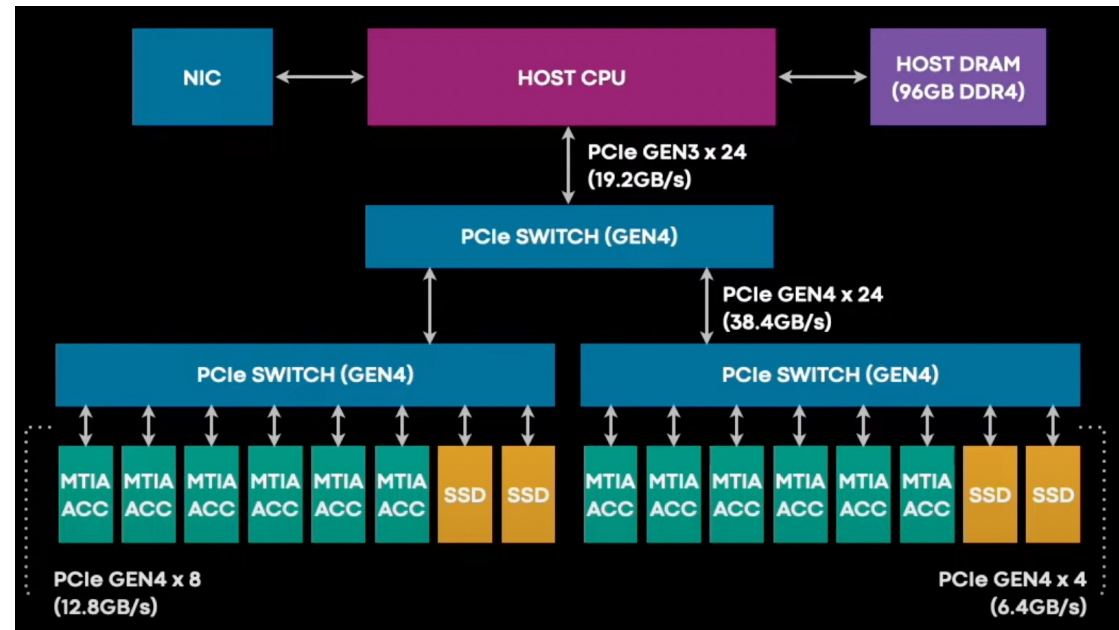 NIC
HOST CPU
HOST DRAM
(96GB DDR4)
PCIe GEN3 x 24
(19.2GB/s)
PCIe SWITCH (GEN4)
PCIe GEN4 x 24
(38.4GB/s)
PCIe SWITCH (GEN4)
PCIe SWITCH (GEN4)
MTIA
ACC
MTIA
ACC
MTIA
ACC
MTIA
ACC
MTIA
ACC
MTIA
ACC
SSD
SSD
MTIA
ACC
MTIA
ACC
MTIA
ACC
MTIA
ACC
MTIA
ACC
MTIA
ACC
SSD
SSD
PCIe GEN4 x 8
(12.8GB/s)
PCIe GEN4 x 4
(6.4GB/s)